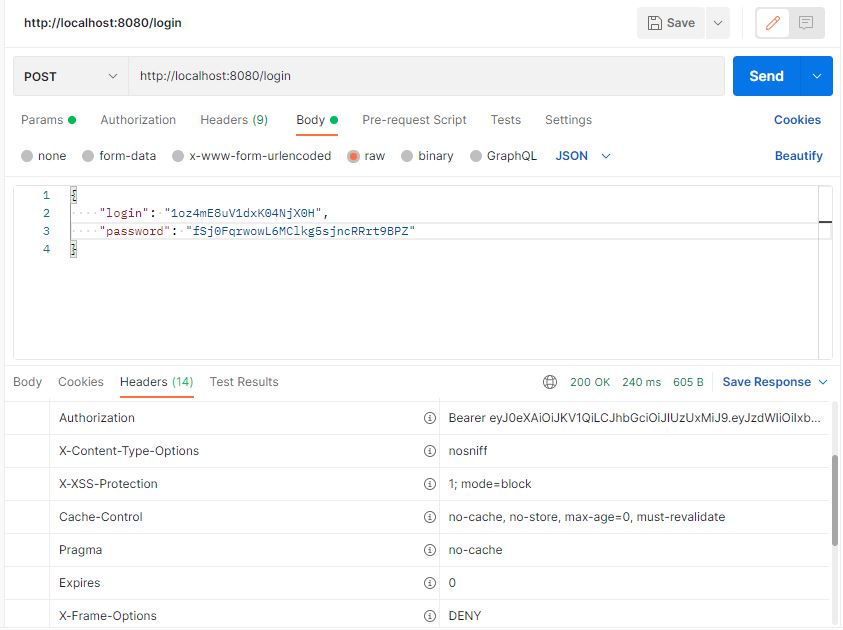 http://localhost:8080/login
Save
POST
http://localhost:8080/login
Send
Params Authorization Headers (9) Body Pre-request Script Tests Settings Cookies
none form-data x-www-form-urlencoded raw binary GraphQL JSON Beautify
1 {
2 "login": "1oz4mE8uV1dxK04NjX0H",
3 "password": "fSj0FqrwowL6MClkg5sjncRRrt9BPZ"
4 }
Body Cookies Headers (14) Test Results 200 OK 240 ms 605 B Save Response
Authorization Bearer eyJ0eXAiOiJKV1QiLCJhbGciOiJIUzUxMiJ9.eyJzdWIiOiIxb...
X-Content-Type-Options nosniff
X-XSS-Protection 1; mode=block
Cache-Control no-cache, no-store, max-age=0, must-revalidate
Pragma no-cache
Expires 0
X-Frame-Options DENY